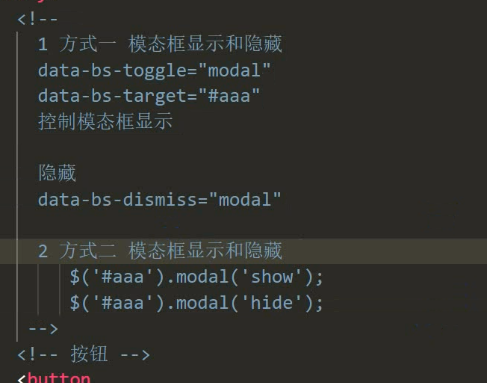 <!--
1 方式一 模态框显示和隐藏
data-bs-toggle="modal"
data-bs-target="#aaa"
控制模态框显示
隐藏
data-bs-dismiss="modal"
2 方式二 模态框显示和隐藏
$('#aaa').modal('show');
$('#aaa').modal('hide');
-->
<!-- 按钮 -->
<button